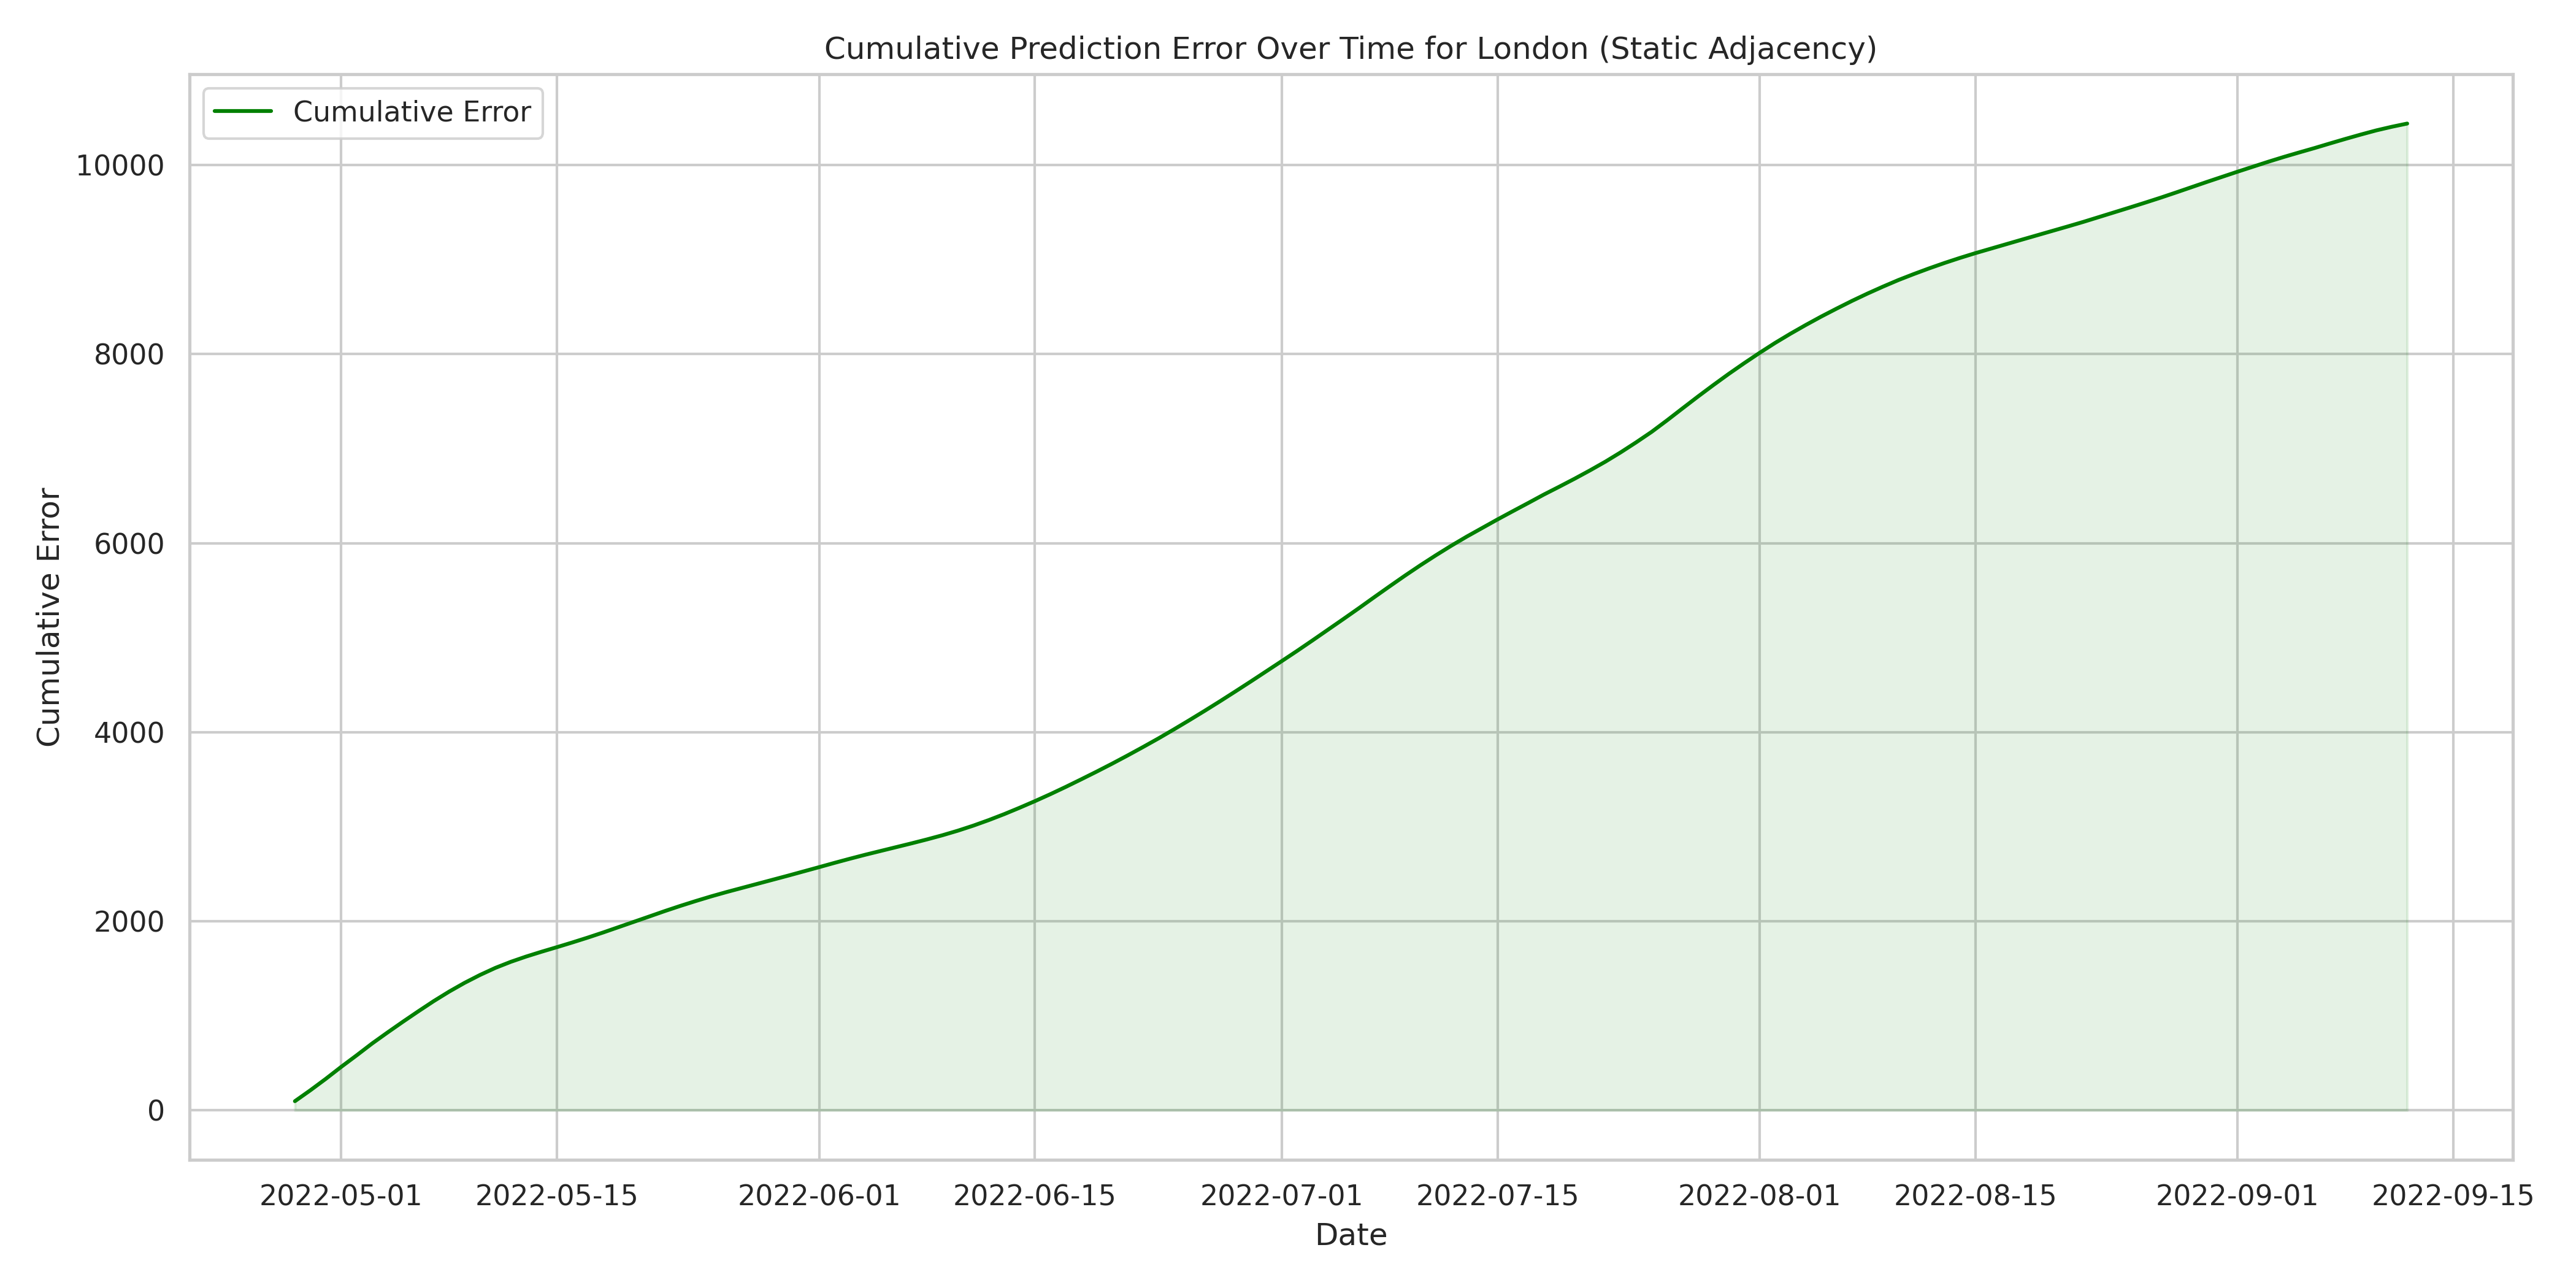 Cumulative Prediction Error Over Time for London (Static Adjacency)
Cumulative Error
10000
8000
6000
4000
2000
0
Cumulative Error
2022-05-01 2022-05-15 2022-06-01 2022-06-15 2022-07-01 2022-07-15 2022-08-01 2022-08-15 2022-09-01 2022-09-15
Date